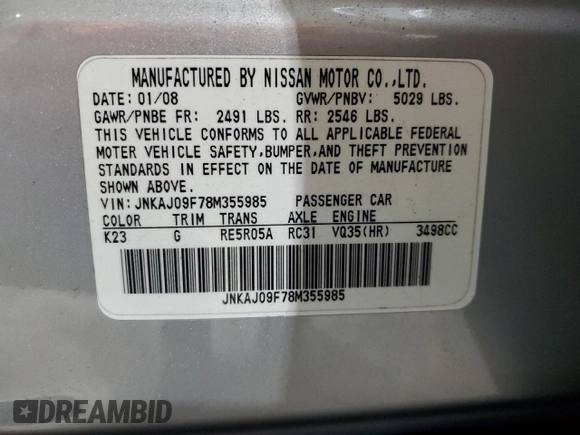 MANUFACTURED BY NISSAN MOTOR CO.,LTD.
DATE: 01/08 GVWR/PNBV: 5029 LBS.
GAWR/PNBE FR: 2491 LBS. RR: 2546 LBS.
THIS VEHICLE CONFORMS TO ALL APPLICABLE FEDERAL
MOTOR VEHICLE SAFETY,BUMPER,AND THEFT PREVENTION
STANDARDS IN EFFECT ON THE DATE OF MANUFACTURE
SHOWN ABOVE.
VIN: JNKAJ09F78M355985 PASSENGER CAR
COLOR TRIM TRANS AXLE ENGINE
K23 G RE5R05A RC31 VQ35(HR) 3498CC
JNKAJ09F78M355985
DREAMBID